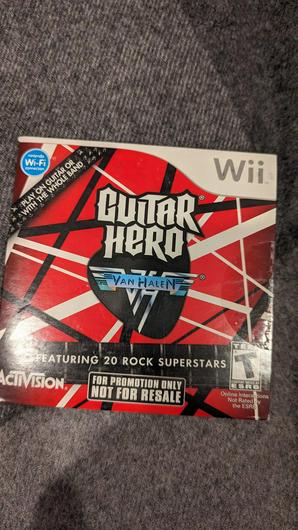 Nintendo
Wi-Fi
connection
PLAY ON GUITAR OR
WITH THE WHOLE BAND
Wii
GUITAR
HERO®
VAN HALEN®
FEATURING 20 ROCK SUPERSTARS
TEEN
T
ESRB
ACTIVISION
FOR PROMOTION ONLY
NOT FOR RESALE
Online Interactions
Not Rated by
the ESRB